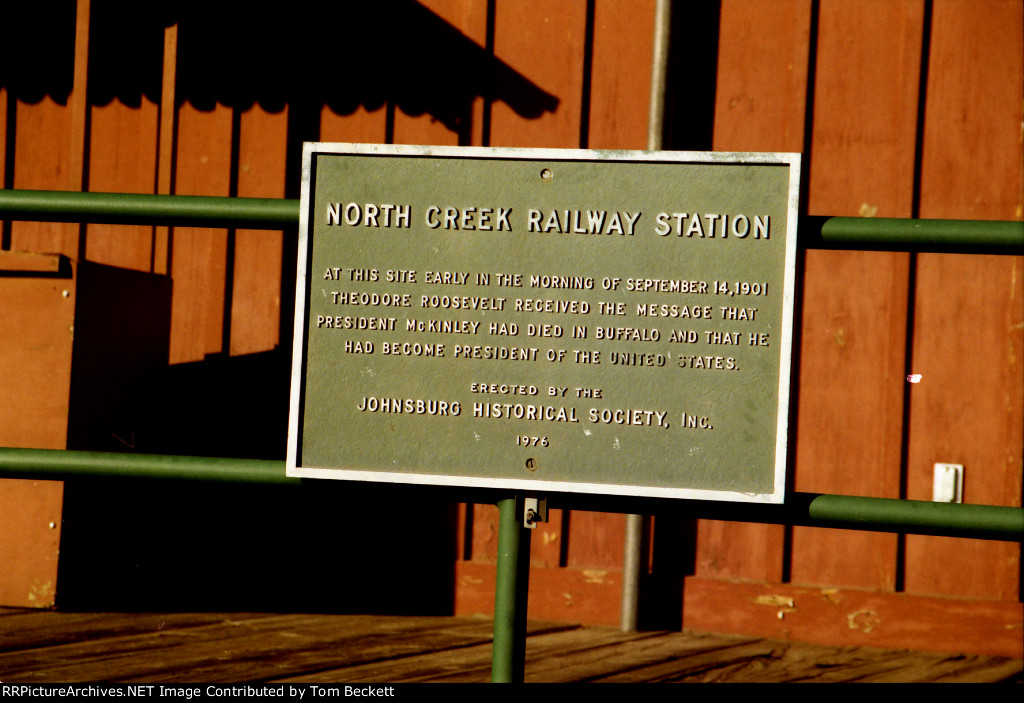 NORTH CREEK RAILWAY STATION
AT THIS SITE EARLY IN THE MORNING OF SEPTEMBER 14, 1901
THEODORE ROOSEVELT RECEIVED THE MESSAGE THAT
PRESIDENT McKINLEY HAD DIED IN BUFFALO AND THAT HE
HAD BECOME PRESIDENT OF THE UNITED STATES.
ERECTED BY THE
JOHNSBURG HISTORICAL SOCIETY, INC.
1976
RRPictureArchives.NET Image Contributed by Tom Beckett